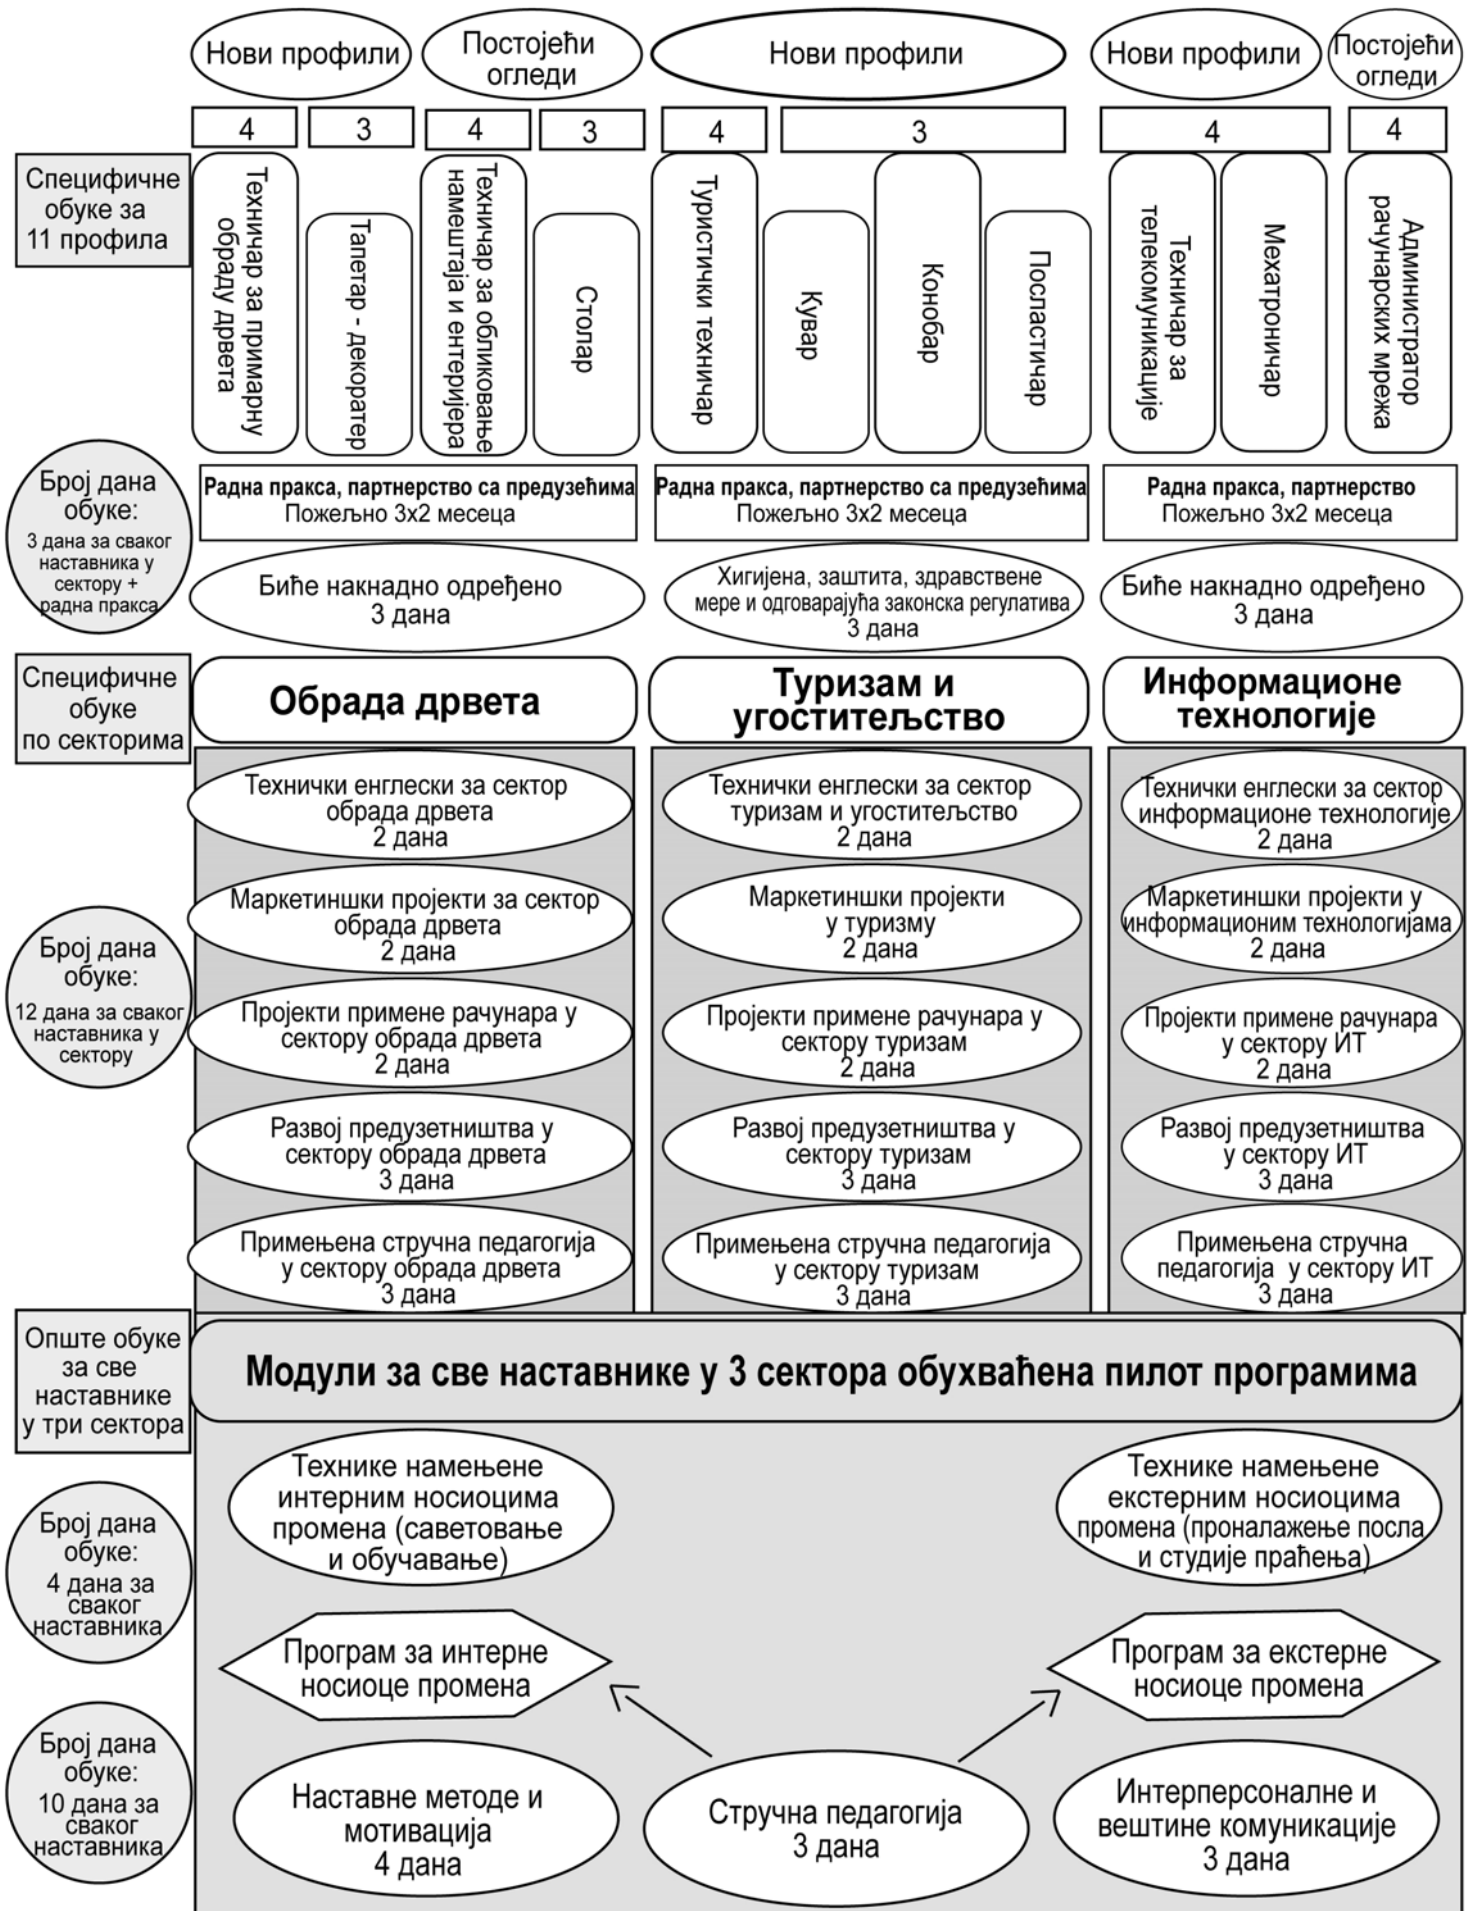 Нови профили
Постојећи
огледи
Нови профили
Нови профили
Постојећи
огледи
4
3
4
3
4
3
4
4
Специфичне
обуке за
11 профила
Техничар за примарну
обраду дрвета
Тапетар - декоратер
Техничар за обликовање
намештаја и ентеријера
Столар
Туристички техничар
Кувар
Конобар
Посластичар
Техничар за
телекомуникације
Мехатроничар
Администратор
рачунарских мрежа
Број дана
обуке:
3 дана за сваког
наставника у
сектору +
радна пракса
Радна пракса, партнерство са предузећима
Пожељно 3x2 месеца
Радна пракса, партнерство са предузећима
Пожељно 3x2 месеца
Радна пракса, партнерство
Пожељно 3x2 месеца
Биће накнадно одређено
3 дана
Хигијена, заштита, здравствене
мере и одговарајућа законска регулатива
3 дана
Биће накнадно одређено
3 дана
Специфичне
обуке
по секторима
Обрада дрвета
Туризам и
угоститељство
Информационе
технологије
Технички енглески за сектор
обрада дрвета
2 дана
Технички енглески за сектор
туризам и угоститељство
2 дана
Технички енглески за сектор
информационе технологије
2 дана
Маркетиншки пројекти за сектор
обрада дрвета
2 дана
Маркетиншки пројекти
у туризму
2 дана
Маркетиншки пројекти у
информационим технологијама
2 дана
Број дана
обуке:
12 дана за сваког
наставника у
сектору
Пројекти примене рачунара у
сектору обрада дрвета
2 дана
Пројекти примене рачунара у
сектору туризам
2 дана
Пројекти примене рачунара
у сектору ИТ
2 дана
Развој предузетништва у
сектору обрада дрвета
3 дана
Развој предузетништва у
сектору туризам
3 дана
Развој предузетништва
у сектору ИТ
3 дана
Примењена стручна педагогија
у сектору обрада дрвета
3 дана
Примењена стручна педагогија
у сектору туризам
3 дана
Примењена стручна
педагогија у сектору ИТ
3 дана
Опште обуке
за све
наставнике
у три сектора
Модули за све наставнике у 3 сектора обухваћена пилот програмима
Технике намењене
интерним носиоцима
промена (саветовање
и обучавање)
Технике намењене
екстерним носиоцима
промена (проналажење посла
и студије праћења)
Број дана
обуке:
4 дана за
сваког
наставника
Програм за интерне
носиоце промена
Програм за екстерне
носиоце промена
Број дана
обуке:
10 дана за
сваког
наставника
Наставне методе и
мотивација
4 дана
Стручна педагогија
3 дана
Интерперсоналне и
вештине комуникације
3 дана